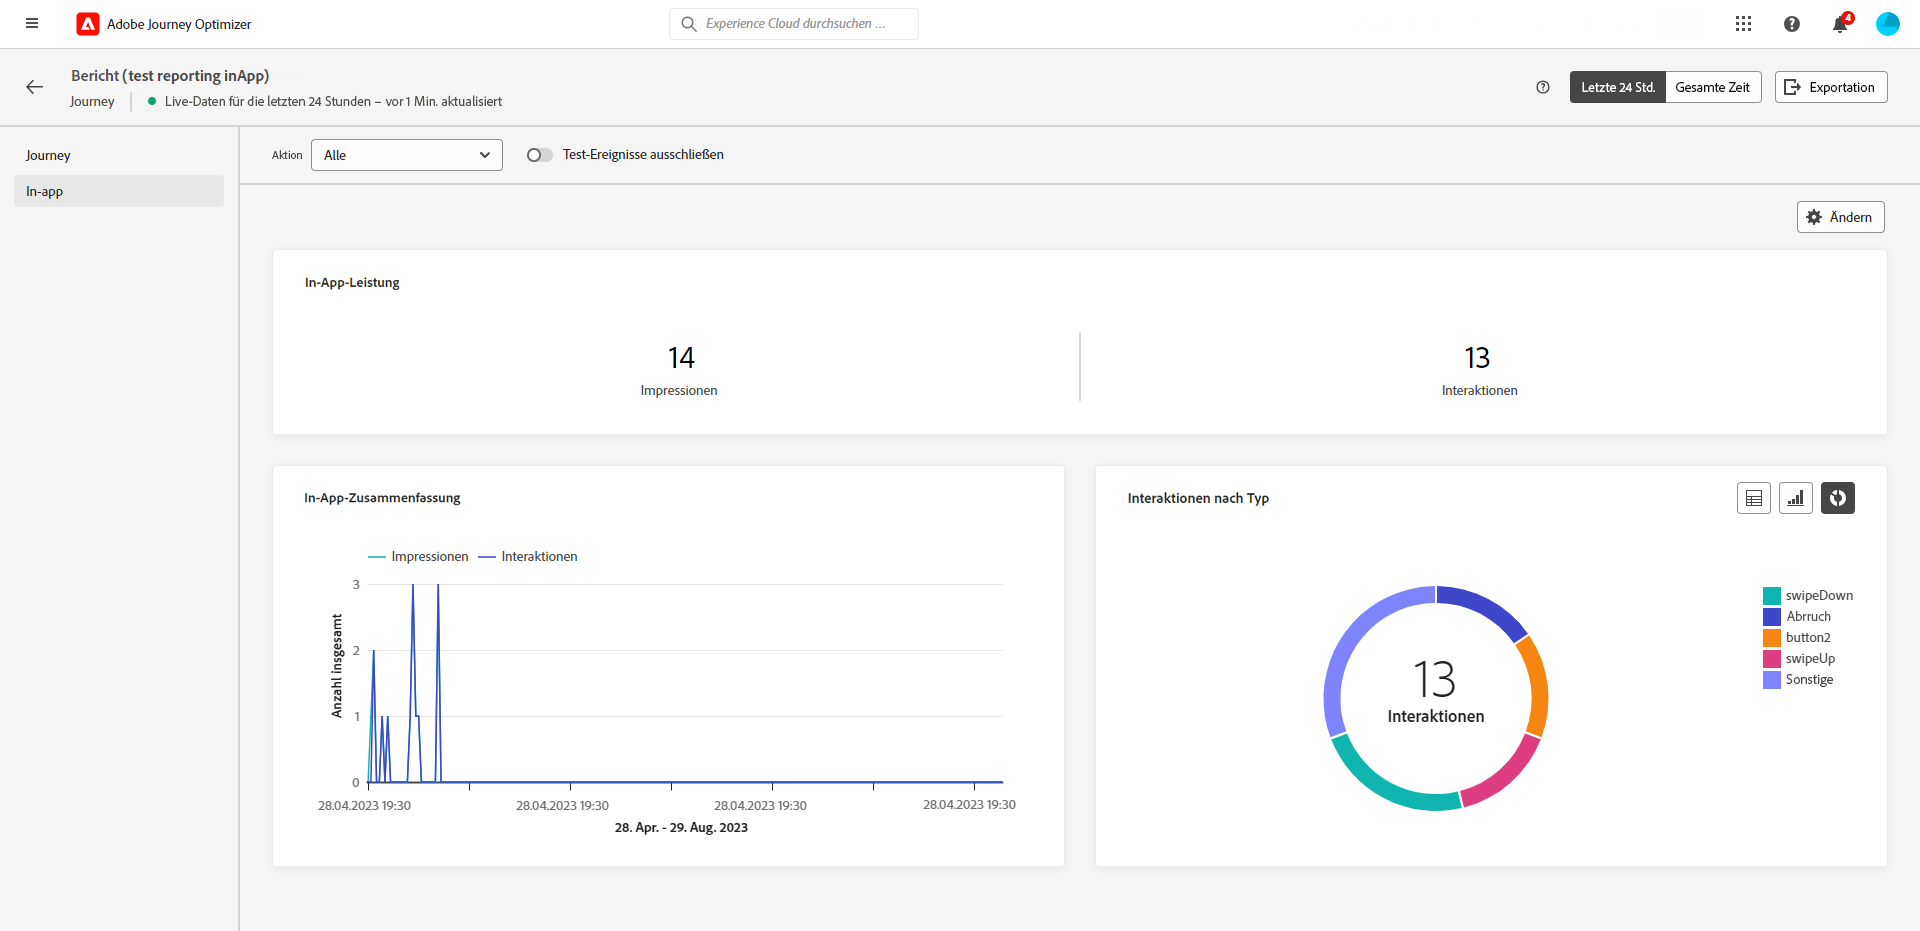 Adobe Journey Optimizer
Experience Cloud durchsuchen ...
4
Bericht (test reporting inApp)
Journey
Live-Daten für die letzten 24 Stunden – vor 1 Min. aktualisiert
Letzte 24 Std.
Gesamte Zeit
Exportation
Journey
In-app
Aktion
Alle
Test-Ereignisse ausschließen
Ändern
In-App-Leistung
14
Impressionen
13
Interaktionen
In-App-Zusammenfassung
Impressionen
Interaktionen
Anzahl insgesamt
3
2
1
0
28.04.2023 19:30
28.04.2023 19:30
28.04.2023 19:30
28.04.2023 19:30
28. Apr. - 29. Aug. 2023
Interaktionen nach Typ
13
Interaktionen
swipeDown
Abrruch
button2
swipeUp
Sonstige